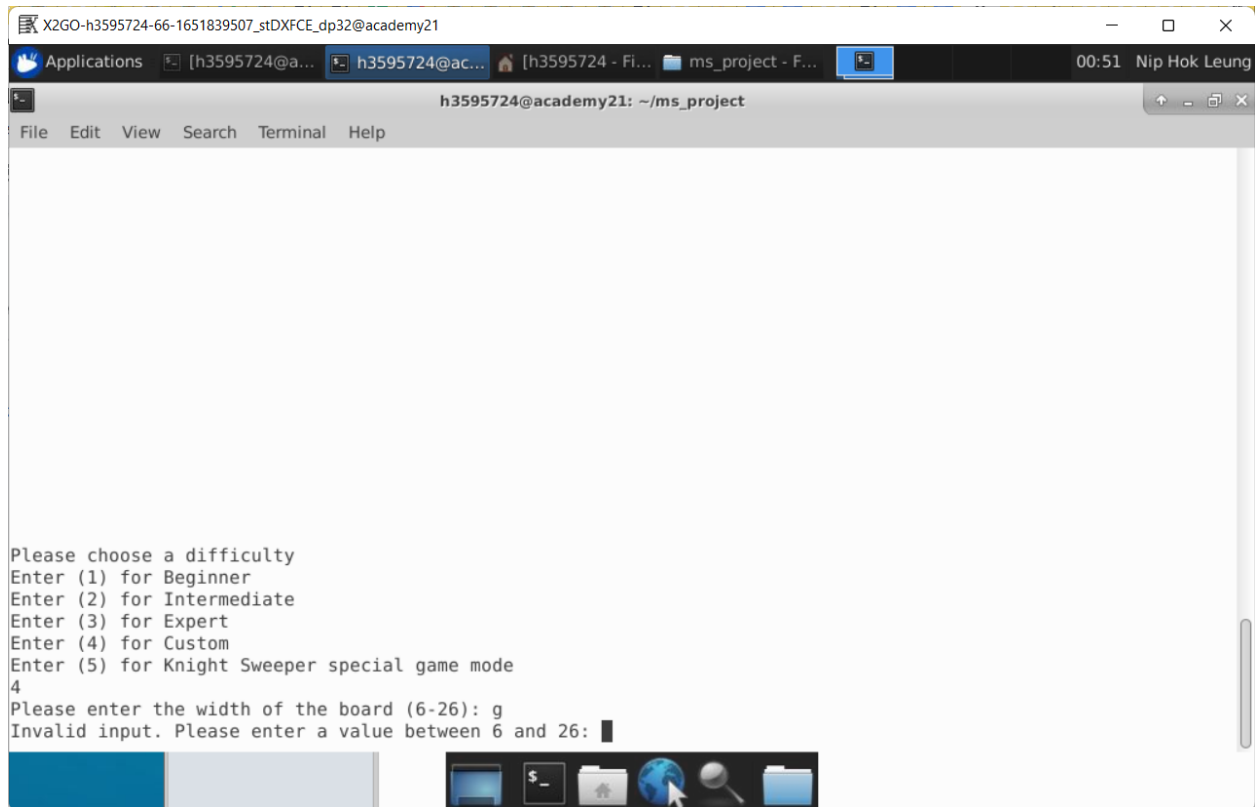 X2GO-h3595724-66-1651839507_stDXFCE_dp32@academy21
Applications [h3595724@a... h3595724@ac... [h3595724 - Fi... ms_project - F... 00:51 Nip Hok Leung
h3595724@academy21: ~/ms_project
File Edit View Search Terminal Help
Please choose a difficulty
Enter (1) for Beginner
Enter (2) for Intermediate
Enter (3) for Expert
Enter (4) for Custom
Enter (5) for Knight Sweeper special game mode
4
Please enter the width of the board (6-26): g
Invalid input. Please enter a value between 6 and 26: